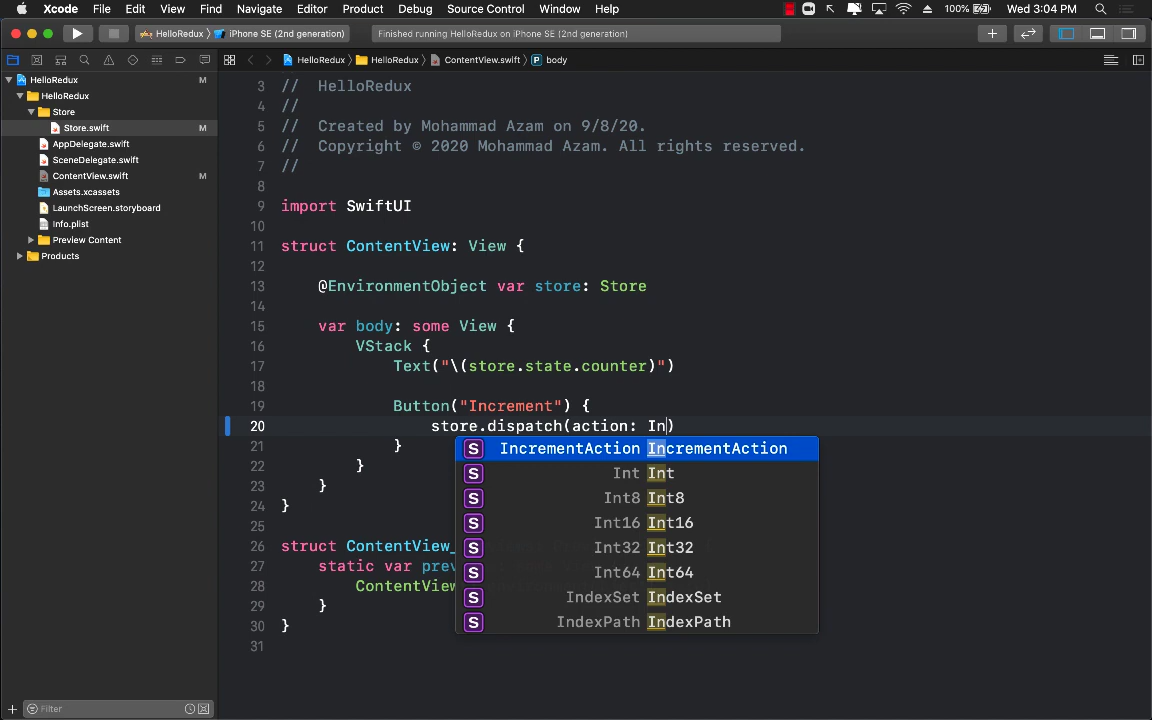 Xcode File Edit View Find Navigate Editor Product Debug Source Control Window Help 100% Wed 3:04 PM
HelloRedux iPhone SE (2nd generation) Finished running HelloRedux on iPhone SE (2nd generation)
HelloRedux HelloRedux ContentView.swift body
HelloRedux M
HelloRedux
Store
Store.swift M
AppDelegate.swift
SceneDelegate.swift
ContentView.swift M
Assets.xcassets
LaunchScreen.storyboard
Info.plist
Preview Content
Products
Filter
3 // HelloRedux
4 //
5 // Created by Mohammad Azam on 9/8/20.
6 // Copyright © 2020 Mohammad Azam. All rights reserved.
7 //
8
9 import SwiftUI
10
11 struct ContentView: View {
12
13 @EnvironmentObject var store: Store
14
15 var body: some View {
16 VStack {
17 Text("\(store.state.counter)")
18
19 Button("Increment") {
20 store.dispatch(action: In)
21 }
22 }
23 }
24 }
25
26 struct ContentView_
27 static var prev
28 ContentView
29 }
30 }
31
S IncrementAction IncrementAction
S Int Int
S Int8 Int8
S Int16 Int16
S Int32 Int32
S Int64 Int64
S IndexSet IndexSet
S IndexPath IndexPath